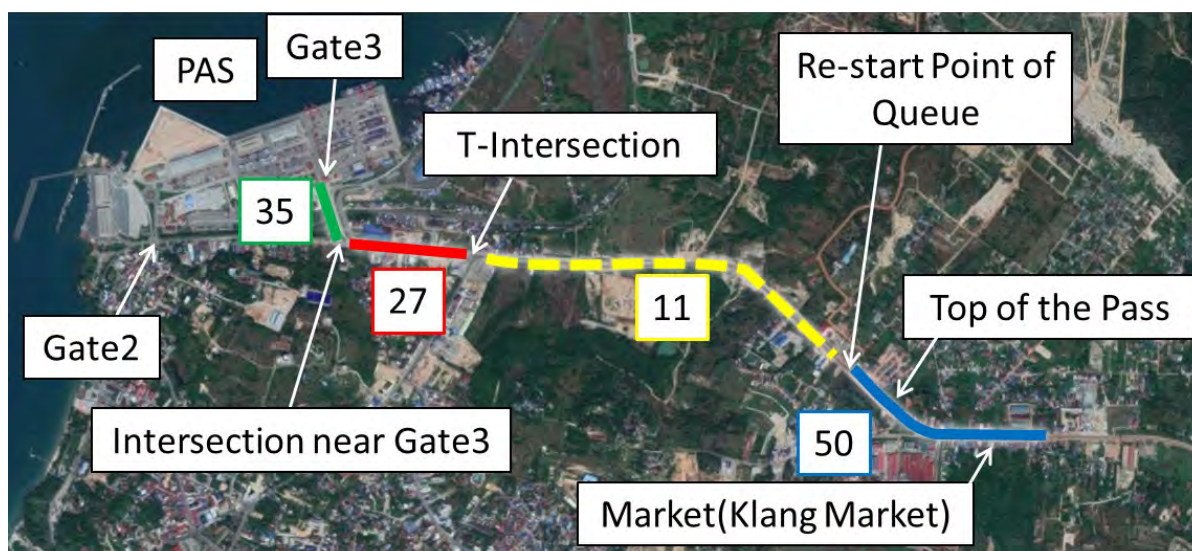 PAS
Gate3
Re-start Point of
Queue
T-Intersection
35
27
11
Top of the Pass
Gate2
Intersection near Gate3
50
Market(Klang Market)